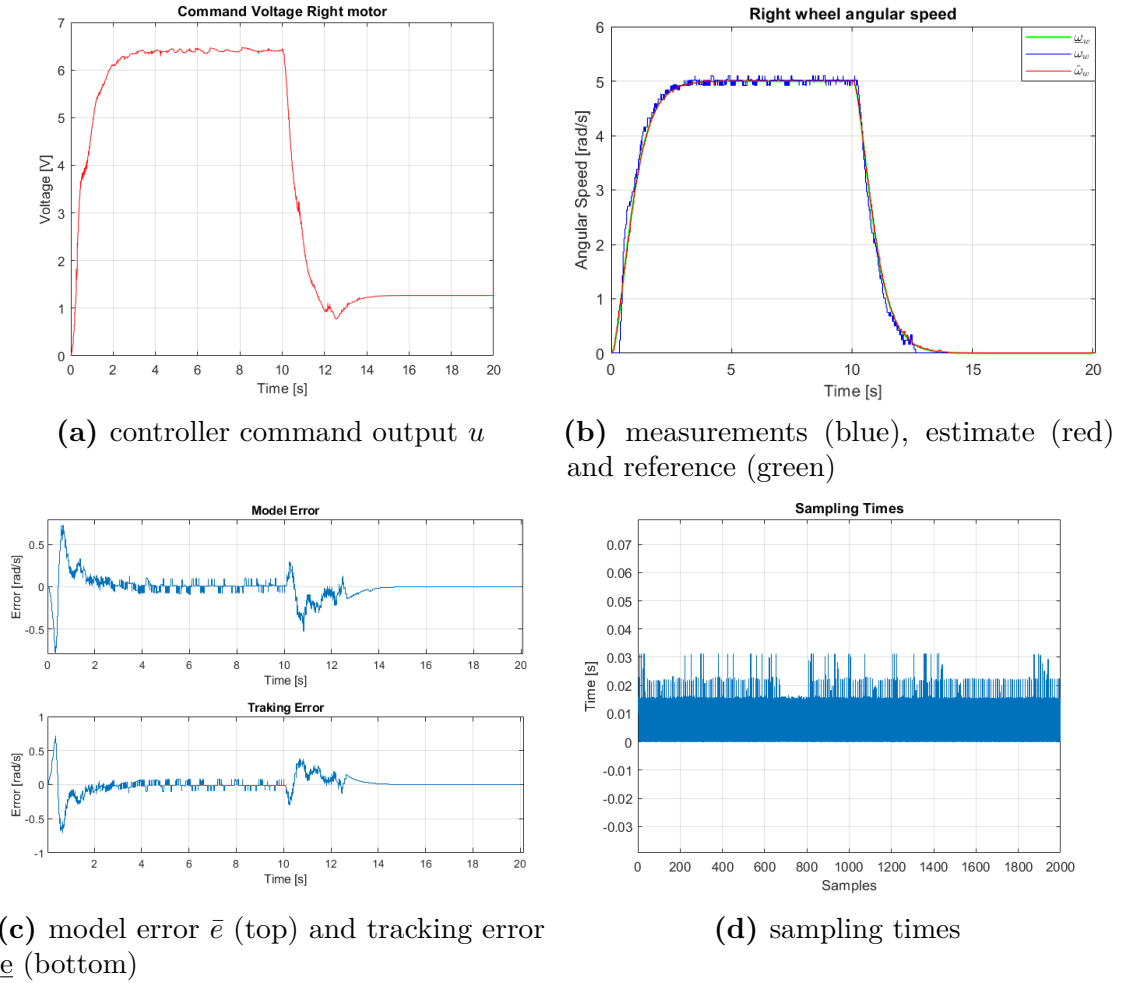 Command Voltage Right motor
7
6
5
4
3
2
1
0
Voltage [V]
0 2 4 6 8 10 12 14 16 18 20
Time [s]
(a) controller command output u
Right wheel angular speed
6
5
4
3
2
1
0
Angular Speed [rad/s]
0 5 10 15 20
Time [s]
ω_w
ω_w
ω̂_w
(b) measurements (blue), estimate (red)
and reference (green)
Model Error
0.5
0
-0.5
Error [rad/s]
0 2 4 6 8 10 12 14 16 18 20
Time [s]
Traking Error
1
0.5
0
-0.5
-1
Error [rad/s]
0 2 4 6 8 10 12 14 16 18 20
Time [s]
(c) model error ē (top) and tracking error
e̲ (bottom)
Sampling Times
0.07
0.06
0.05
0.04
0.03
0.02
0.01
0
-0.01
-0.02
-0.03
Time [s]
0 200 400 600 800 1000 1200 1400 1600 1800 2000
Samples
(d) sampling times